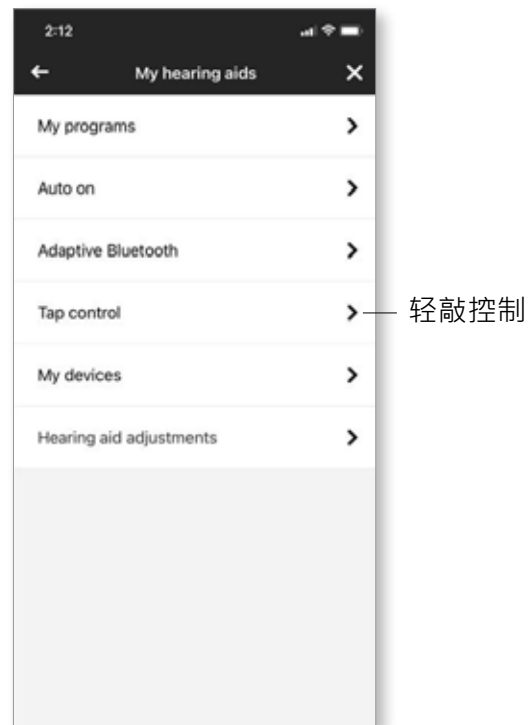 2:12
My hearing aids
My programs
Auto on
Adaptive Bluetooth
Tap control
轻敲控制
My devices
Hearing aid adjustments